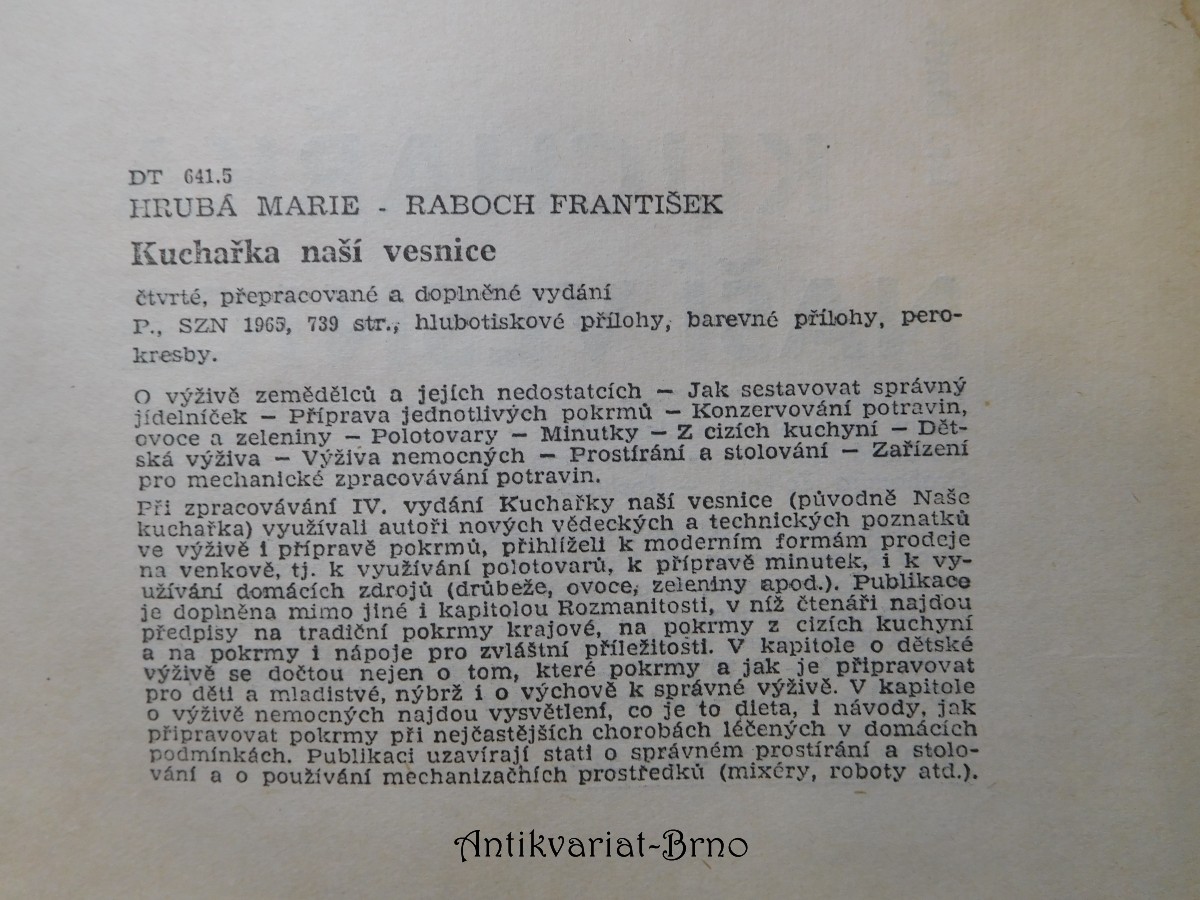 DT 641.5
HRUBÁ MARIE - RABOCH FRANTIŠEK
Kuchařka naší vesnice
čtvrté, přepracované a doplněné vydání
P., SZN 1965, 739 str., hlubotiskové přílohy, barevné přílohy, pero-
kresby.
O výživě zemědělců a jejích nedostatcích — Jak sestavovat správný
jídelníček — Příprava jednotlivých pokrmů — Konzervování potravin,
ovoce a zeleniny — Polotovary — Minutky — Z cizích kuchyní — Dět-
ská výživa — Výživa nemocných — Prostírání a stolování — Zařízení
pro mechanické zpracovávání potravin.
Při zpracovávání IV. vydání Kuchařky naší vesnice (původně Naše
kuchařka) využívali autoři nových vědeckých a technických poznatků
ve výživě i přípravě pokrmů, přihlíželi k moderním formám prodeje
na venkově, tj. k využívání polotovarů, k přípravě minutek, i k vy-
užívání domácích zdrojů (drůbeže, ovoce, zeleniny apod.). Publikace
je doplněna mimo jiné i kapitolou Rozmanitosti, v níž čtenáři najdou
předpisy na tradiční pokrmy krajové, na pokrmy z cizích kuchyní
a na pokrmy i nápoje pro zvláštní příležitosti. V kapitole o dětské
výživě se dočtou nejen o tom, které pokrmy a jak je připravovat
pro děti a mladistvé, nýbrž i o výchově k správné výživě. V kapitole
o výživě nemocných najdou vysvětlení, co je to dieta, i návody, jak
připravovat pokrmy při nejčastějších chorobách léčených v domácích
podmínkách. Publikaci uzavírají stati o správném prostírání a stolo-
vání a o používání mechanizačních prostředků (mixéry, roboty atd.).
Antikvariat-Brno